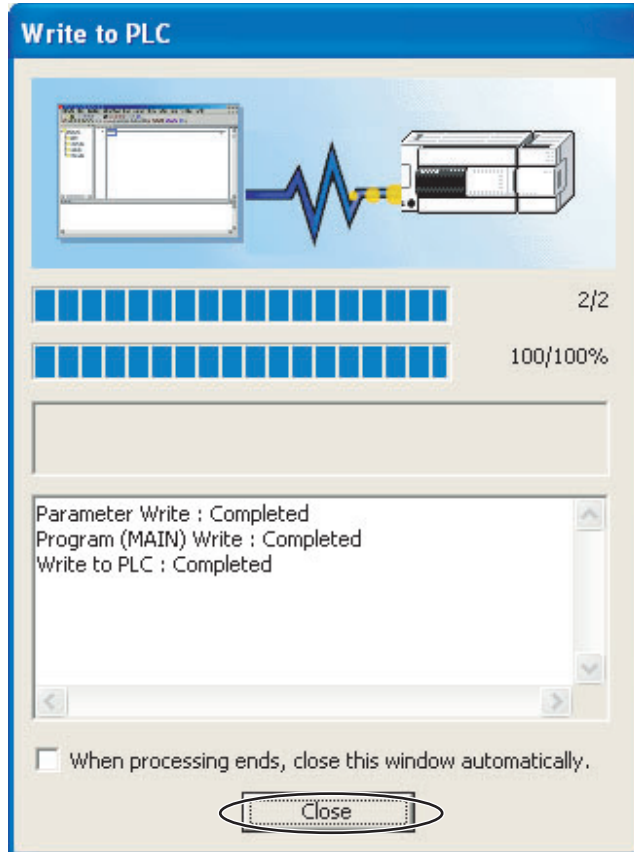 Write to PLC
2/2
100/100%
Parameter Write : Completed
Program (MAIN) Write : Completed
Write to PLC : Completed
When processing ends, close this window automatically.
Close